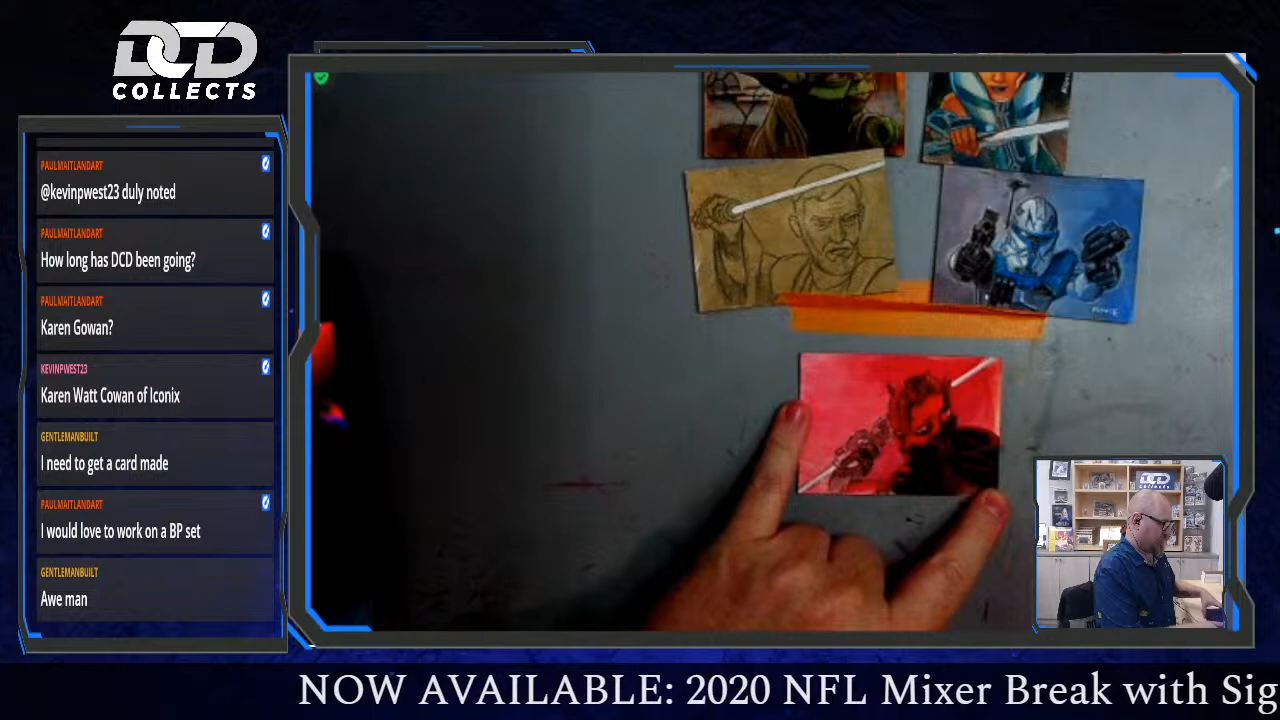 DCD
COLLECTS
PAULMAITLANDART
@kevinpwest23 duly noted
PAULMAITLANDART
How long has DCD been going?
PAULMAITLANDART
Karen Gowan?
KEVINPWEST23
Karen Watt Cowan of Iconix
GENTLEMANBUILT
I need to get a card made
PAULMAITLANDART
I would love to work on a BP set
GENTLEMANBUILT
Awe man
DCD
COLLECTS
NOW AVAILABLE: 2020 NFL Mixer Break with Sig